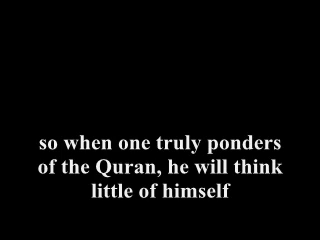 so when one truly ponders
of the Quran, he will think
little of himself